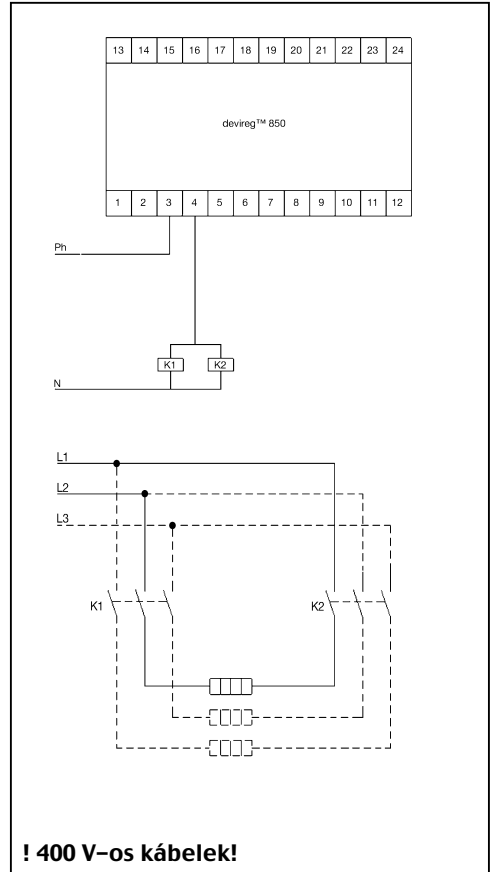 13 14 15 16 17 18 19 20 21 22 23 24
devireg™ 850
1 2 3 4 5 6 7 8 9 10 11 12
Ph
K1 K2
N
L1
L2
L3
K1 K2
! 400 V-os kábelek!